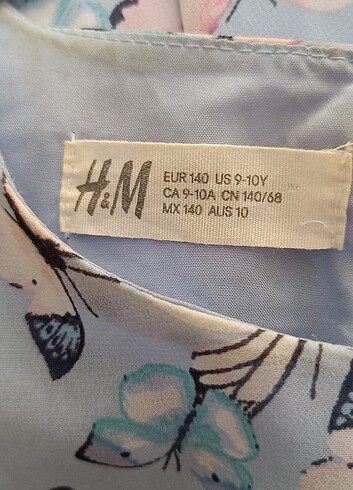 H&M
EUR 140 US 9-10Y
CA 9-10A CN 140/68
MX 140 AUS 10